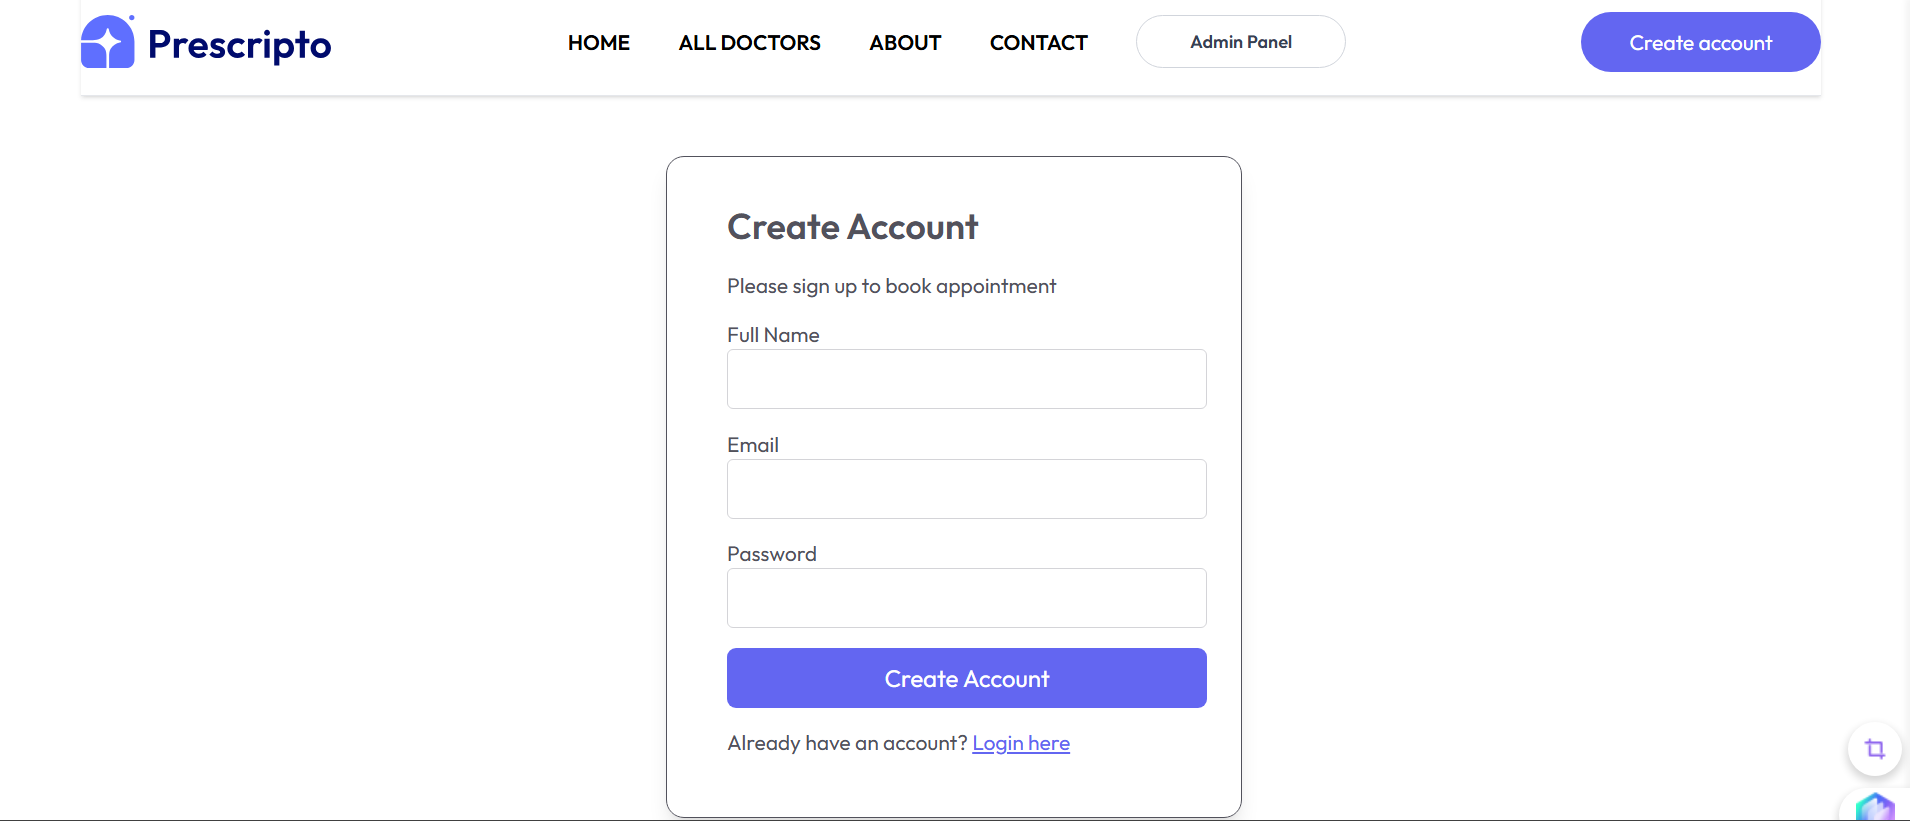 Prescripto
HOME ALL DOCTORS ABOUT CONTACT Admin Panel Create account
Create Account
Please sign up to book appointment
Full Name
Email
Password
Create Account
Already have an account? Login here